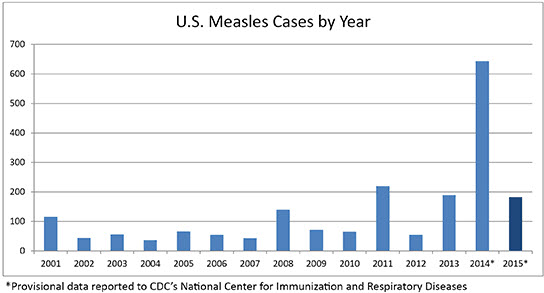 U.S. Measles Cases by Year
700
600
500
400
300
200
100
0
2001 2002 2003 2004 2005 2006 2007 2008 2009 2010 2011 2012 2013 2014* 2015*
*Provisional data reported to CDC's National Center for Immunization and Respiratory Diseases